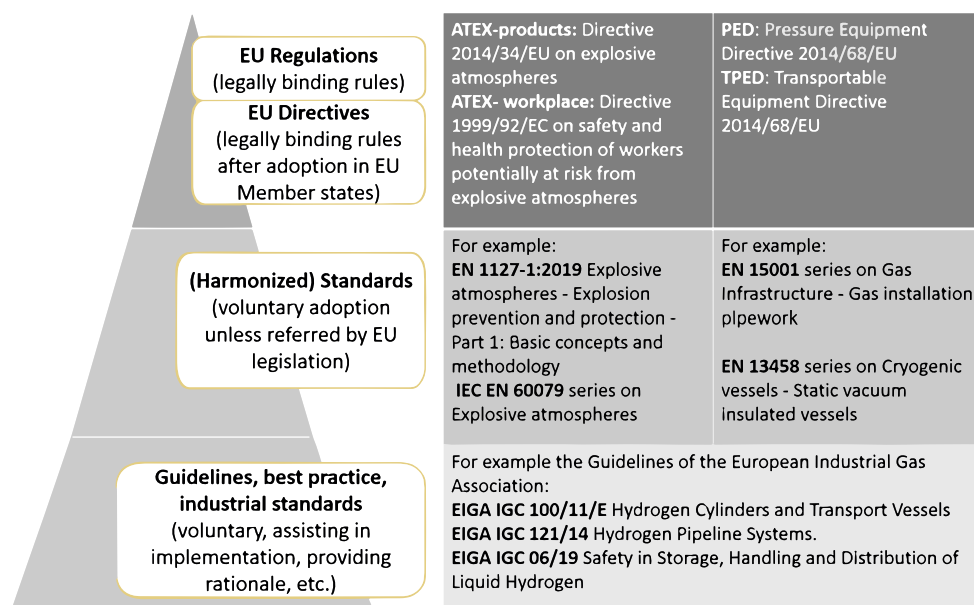 EU Regulations
(legally binding rules)
EU Directives
(legally binding rules
after adoption in EU
Member states)
ATEX-products: Directive
2014/34/EU on explosive
atmospheres
ATEX- workplace: Directive
1999/92/EC on safety and
health protection of workers
potentially at risk from
explosive atmospheres
PED: Pressure Equipment
Directive 2014/68/EU
TPED: Transportable
Equipment Directive
2014/68/EU
(Harmonized) Standards
(voluntary adoption
unless referred by EU
legislation)
For example:
EN 1127-1:2019 Explosive
atmospheres - Explosion
prevention and protection -
Part 1: Basic concepts and
methodology
IEC EN 60079 series on
Explosive atmospheres
For example:
EN 15001 series on Gas
Infrastructure - Gas installation
plpework
EN 13458 series on Cryogenic
vessels - Static vacuum
insulated vessels
Guidelines, best practice,
industrial standards
(voluntary, assisting in
implementation, providing
rationale, etc.)
For example the Guidelines of the European Industrial Gas
Association:
EIGA IGC 100/11/E Hydrogen Cylinders and Transport Vessels
EIGA IGC 121/14 Hydrogen Pipeline Systems.
EIGA IGC 06/19 Safety in Storage, Handling and Distribution of
Liquid Hydrogen